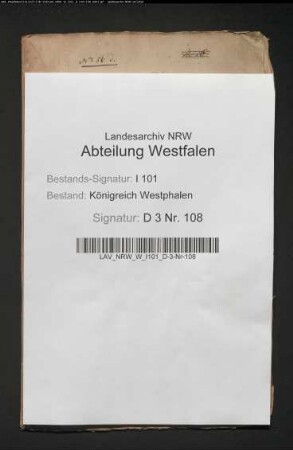 Landesarchiv NRW
Abteilung Westfalen
Bestands-Signatur: I 101
Bestand: Königreich Westphalen
Signatur: D 3 Nr. 108
LAV_NRW_W_I101_D-3-Nr-108